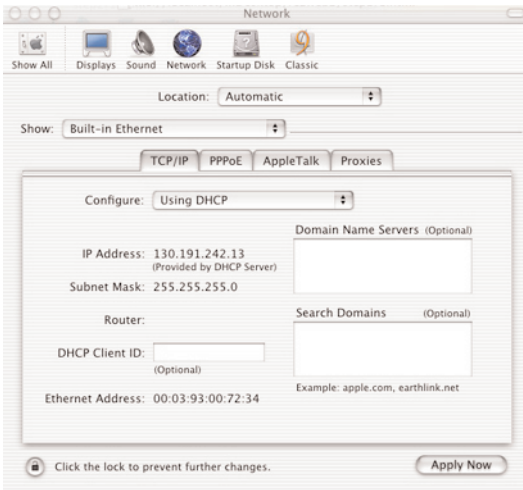 Network
Show All Displays Sound Network Startup Disk Classic
Location: Automatic
Show: Built-in Ethernet
TCP/IP PPPoE AppleTalk Proxies
Configure: Using DHCP
Domain Name Servers (Optional)
IP Address: 130.191.242.13
(Provided by DHCP Server)
Subnet Mask: 255.255.255.0
Router:
Search Domains (Optional)
DHCP Client ID:
(Optional)
Example: apple.com, earthlink.net
Ethernet Address: 00:03:93:00:72:34
Click the lock to prevent further changes.
Apply Now